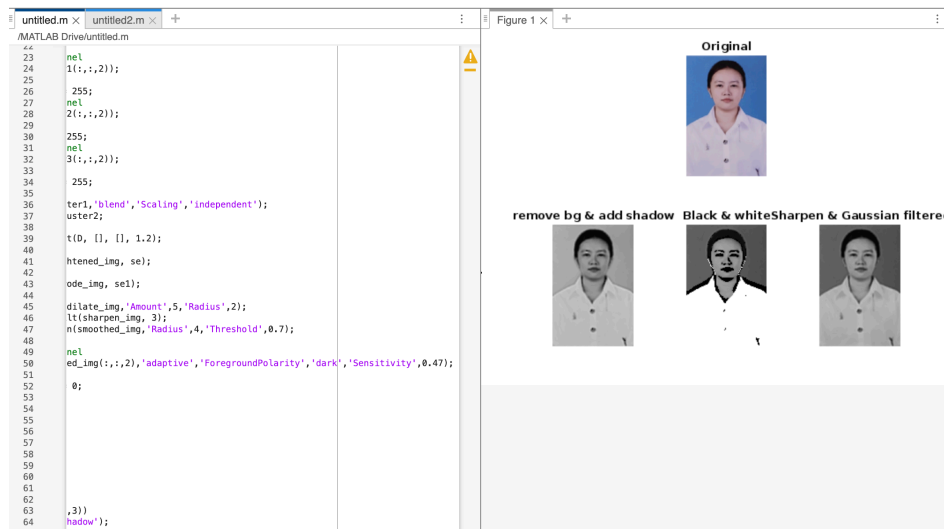 untitled.m × untitled2.m × +
/MATLAB Drive/untitled.m
22
23 nel
24 1(:,:,2));
25
26 255;
27 nel
28 2(:,:,2));
29
30 255;
31 nel
32 3(:,:,2));
33
34 255;
35
36 ter1,'blend','Scaling','independent');
37 uster2;
38
39 t(D, [], [], 1.2);
40
41 htened_img, se);
42
43 ode_img, se1);
44
45 dilate_img,'Amount',5,'Radius',2);
46 lt(sharpen_img, 3);
47 n(smoothed_img,'Radius',4,'Threshold',0.7);
48
49 nel
50 ed_img(:,:,2),'adaptive','ForegroundPolarity','dark','Sensitivity',0.47);
51
52 0;
53
54
55
56
57
58
59
60
61
62
63 ,3))
64 hadow');
Figure 1 × +
Original
remove bg & add shadow Black & white Sharpen & Gaussian filtere